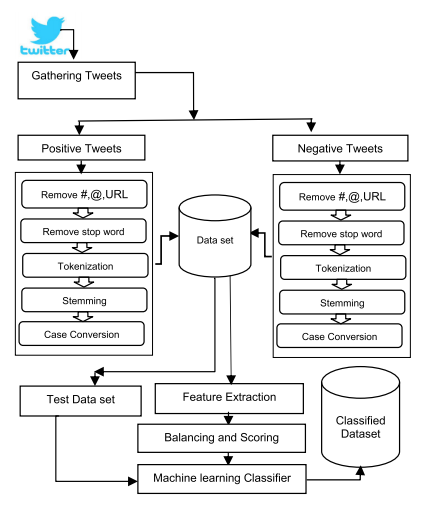 twitter
Gathering Tweets
Positive Tweets
Negative Tweets
Remove #,@,URL
Remove stop word
Tokenization
Stemming
Case Conversion
Data set
Remove #,@,URL
Remove stop word
Tokenization
Stemming
Case Conversion
Test Data set
Feature Extraction
Balancing and Scoring
Machine learning Classifier
Classified
Dataset